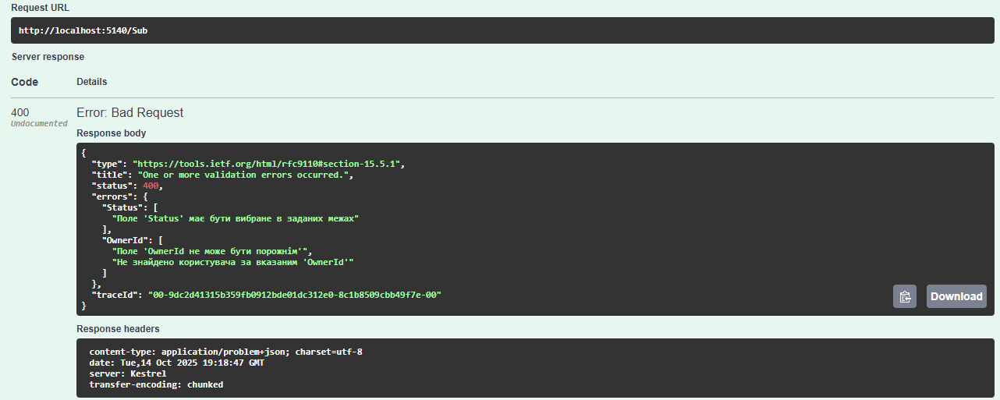 Request URL
http://localhost:5140/Sub
Server response
Code Details
400 Error: Bad Request
Undocumented
Response body
{
  "type": "https://tools.ietf.org/html/rfc9110#section-15.5.1",
  "title": "One or more validation errors occurred.",
  "status": 400,
  "errors": {
    "Status": [
      "Поле 'Status' має бути вибране в заданих межах"
    ],
    "OwnerId": [
      "Поле 'OwnerId не може бути порожнім'",
      "Не знайдено користувача за вказаним 'OwnerId'"
    ]
  },
  "traceId": "00-9dc2d41315b359fb0912bde01dc312e0-8c1b8509cbb49f7e-00"
}
Download
Response headers
content-type: application/problem+json; charset=utf-8
date: Tue,14 Oct 2025 19:18:47 GMT
server: Kestrel
transfer-encoding: chunked